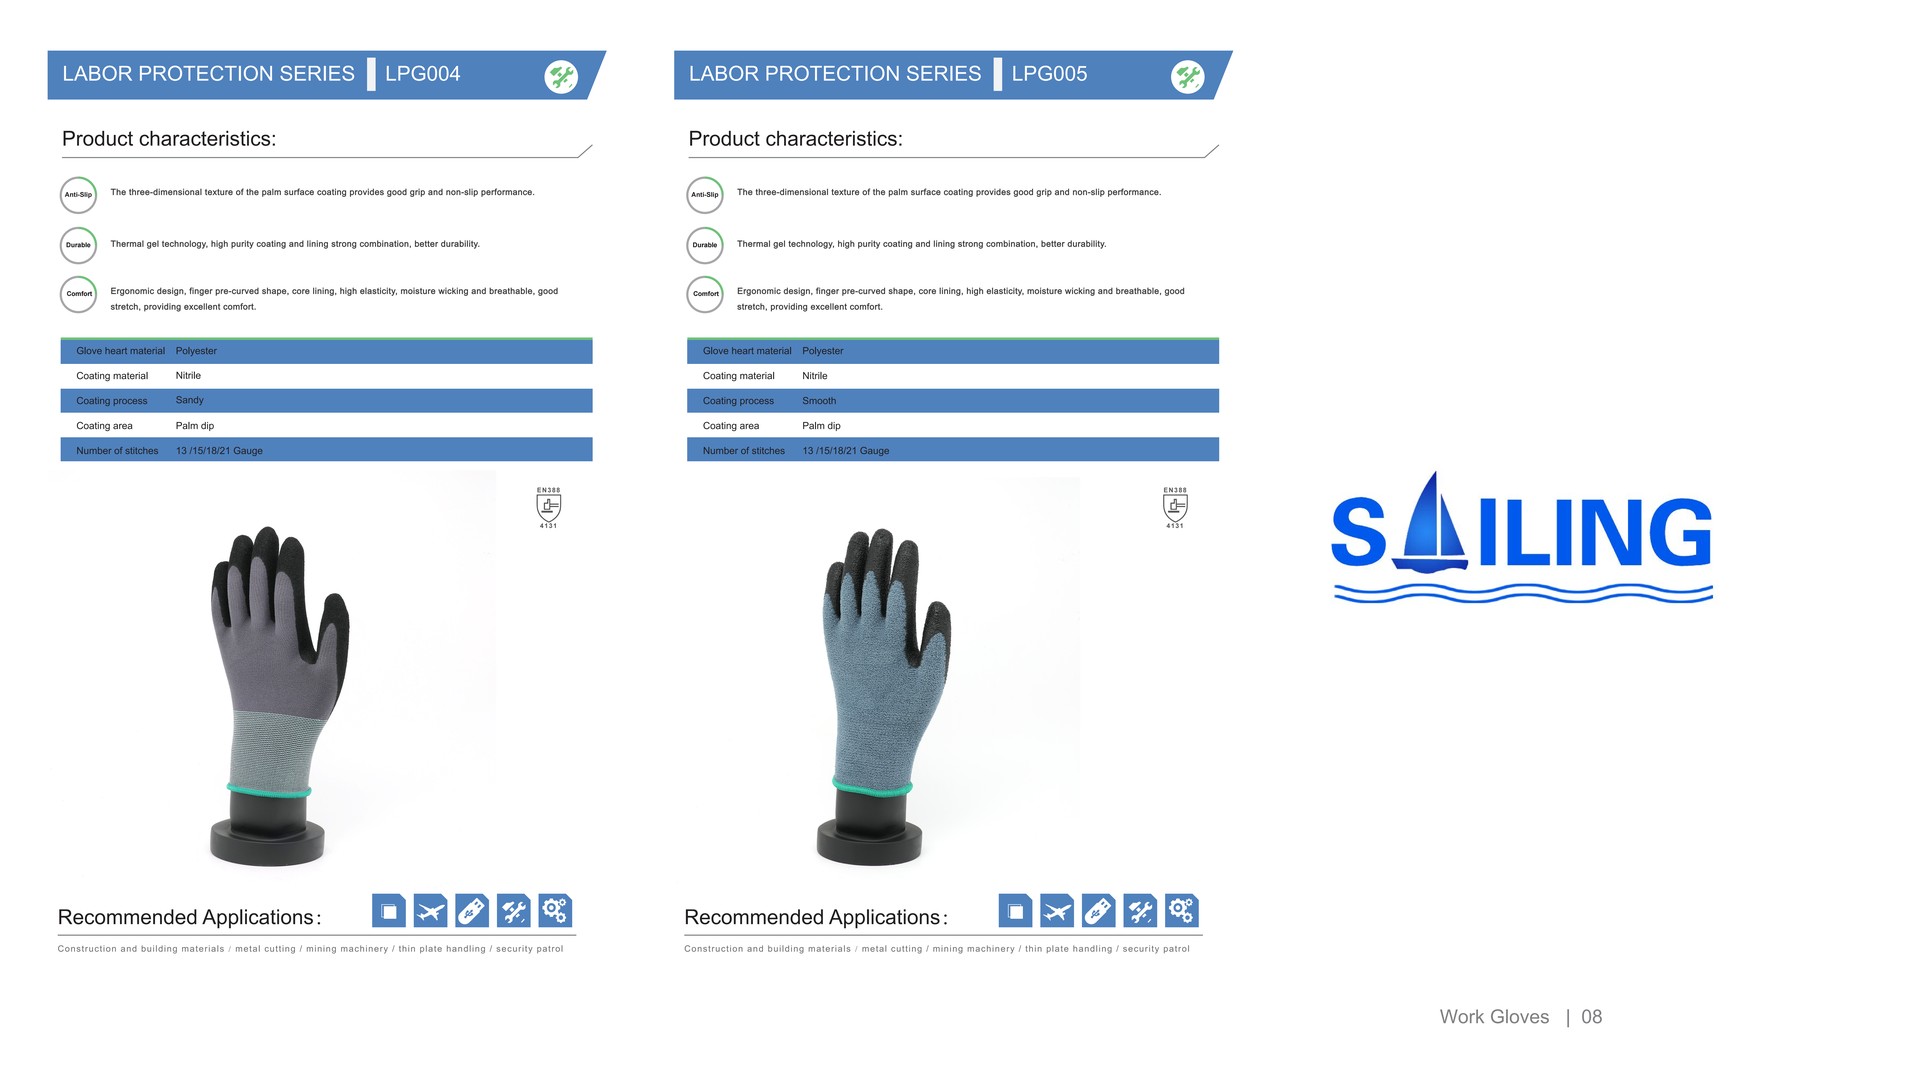 LABOR PROTECTION SERIES LPG004
Product characteristics:
Anti-Slip
The three-dimensional texture of the palm surface coating provides good grip and non-slip performance.
Durable
Thermal gel technology, high purity coating and lining strong combination, better durability.
Comfort
Ergonomic design, finger pre-curved shape, core lining, high elasticity, moisture wicking and breathable, good
stretch, providing excellent comfort.
Glove heart material Polyester
Coating material Nitrile
Coating process Sandy
Coating area Palm dip
Number of stitches 13 /15/18/21 Gauge
EN388
4131
Recommended Applications:
Construction and building materials / metal cutting / mining machinery / thin plate handling / security patrol
LABOR PROTECTION SERIES LPG005
Product characteristics:
Anti-Slip
The three-dimensional texture of the palm surface coating provides good grip and non-slip performance.
Durable
Thermal gel technology, high purity coating and lining strong combination, better durability.
Comfort
Ergonomic design, finger pre-curved shape, core lining, high elasticity, moisture wicking and breathable, good
stretch, providing excellent comfort.
Glove heart material Polyester
Coating material Nitrile
Coating process Smooth
Coating area Palm dip
Number of stitches 13 /15/18/21 Gauge
EN388
4131
Recommended Applications:
Construction and building materials / metal cutting / mining machinery / thin plate handling / security patrol
SAILING
Work Gloves | 08